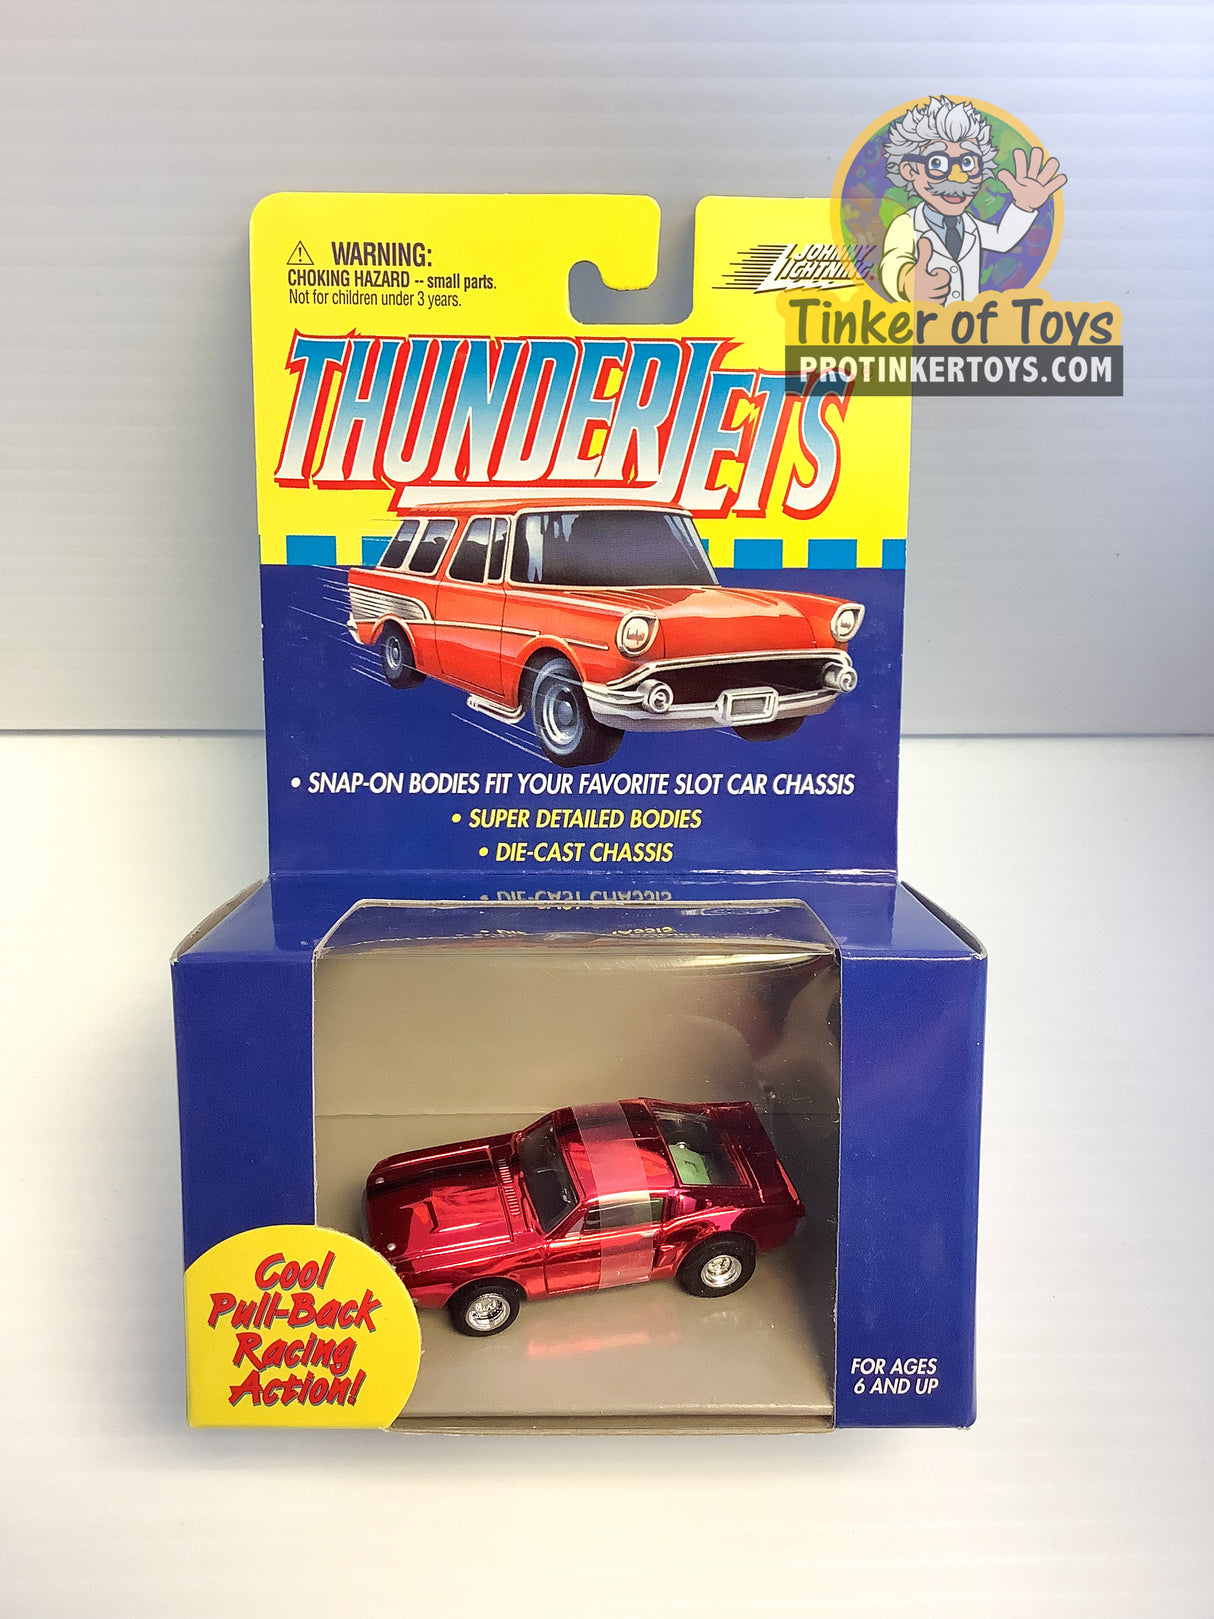 WARNING:
CHOKING HAZARD -- small parts.
Not for children under 3 years.
JOHNNY
LIGHTNING
Tinker of Toys
PROTINKERTOYS.COM
THUNDERJETS
• SNAP-ON BODIES FIT YOUR FAVORITE SLOT CAR CHASSIS
• SUPER DETAILED BODIES
• DIE-CAST CHASSIS
Cool
Pull-Back
Racing
Action!
FOR AGES
6 AND UP